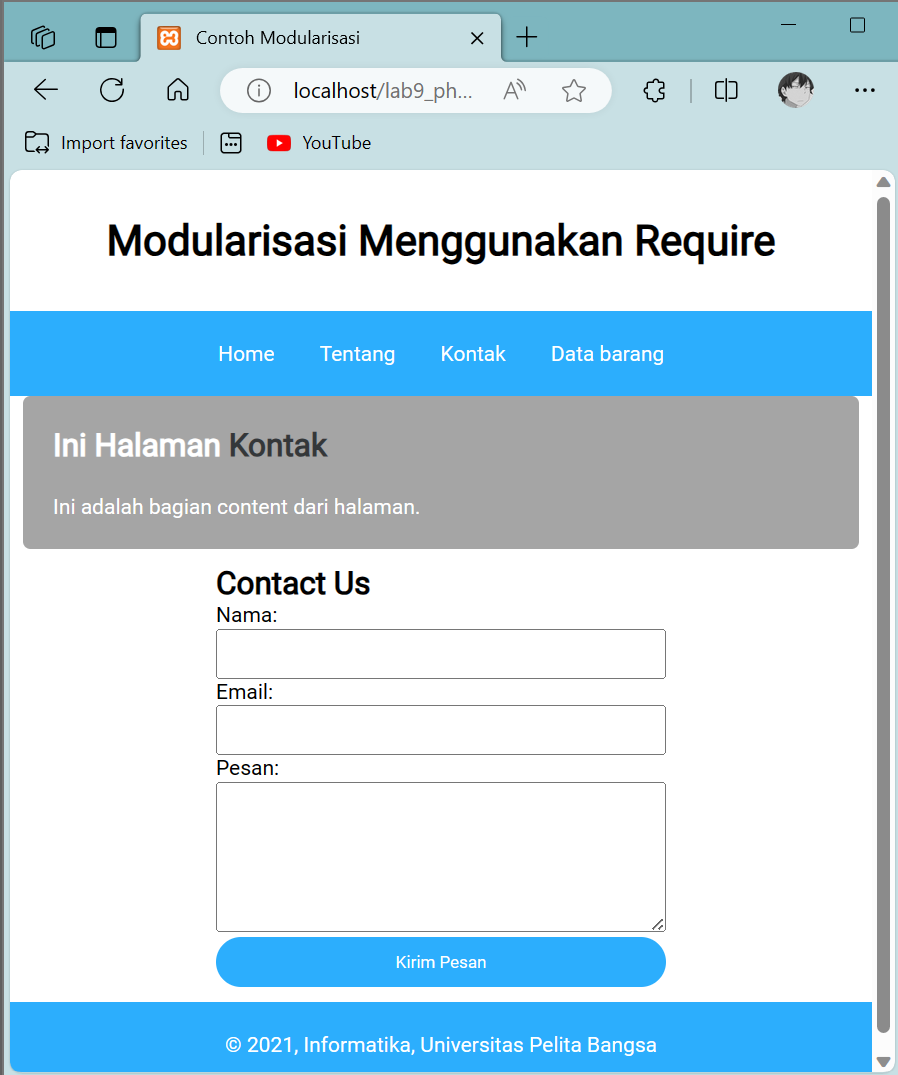 Contoh Modularisasi
localhost/lab9_ph...
Import favorites
YouTube
Modularisasi Menggunakan Require
Home Tentang Kontak Data barang
Ini Halaman Kontak
Ini adalah bagian content dari halaman.
Contact Us
Nama:
Email:
Pesan:
Kirim Pesan
© 2021, Informatika, Universitas Pelita Bangsa